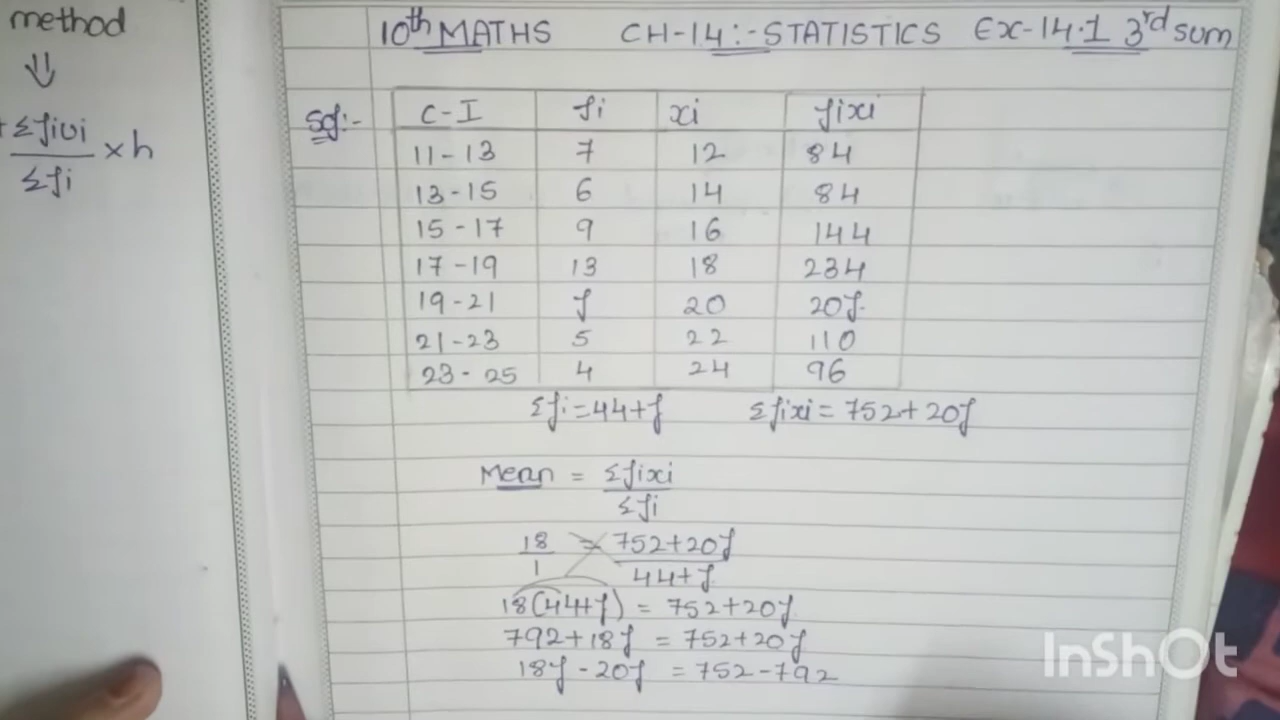 method
⇓
+ Σfiui/Σfi × h
10th MATHS CH-14:-STATISTICS EX-14.1 3rd sum
Sol:-
C-I fi xi fixi
11-13 7 12 84
13-15 6 14 84
15-17 9 16 144
17-19 13 18 234
19-21 f 20 20f
21-23 5 22 110
23-25 4 24 96
Σfi=44+f Σfixi=752+20f
Mean = Σfixi/Σfi
18/1 = 752+20f/44+f
18(44+f) = 752+20f
792+18f = 752+20f
18f-20f = 752-792
InShOt